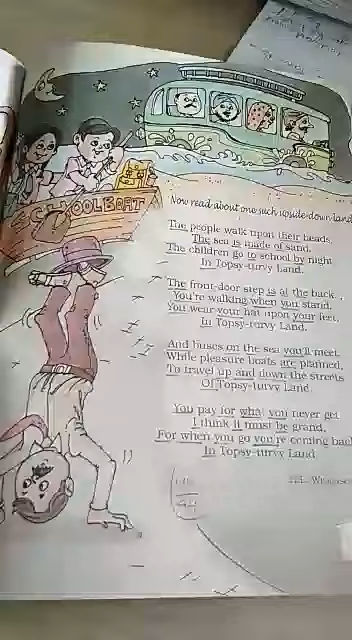 SCHOOLBOAT
Now read about one such upside-down land
The people walk upon their heads,
The sea is made of sand,
The children go to school by night
In Topsy-turvy Land.
The front-door step is at the back
You're walking when you stand,
You wear your hat upon your feet,
In Topsy-turvy Land.
And buses on the sea you'll meet,
While pleasure boats are planned,
To travel up and down the streets
Of Topsy-turvy Land
You pay for what you never get
I think it must be grand,
For when you go you're coming back
In Topsy-turvy Land